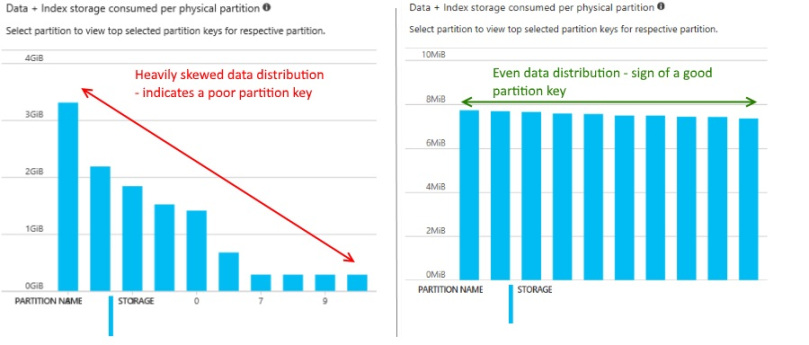 Data + Index storage consumed per physical partition
Select partition to view top selected partition keys for respective partition.
4GiB
Heavily skewed data distribution
- indicates a poor partition key
3GiB
2GiB
1GiB
0GiB
PARTITION NAME STORAGE 0 7 9
Data + Index storage consumed per physical partition
Select partition to view top selected partition keys for respective partition.
10MiB
Even data distribution - sign of a good
partition key
8MiB
6MiB
4MiB
2MiB
0MiB
PARTITION NAME STORAGE